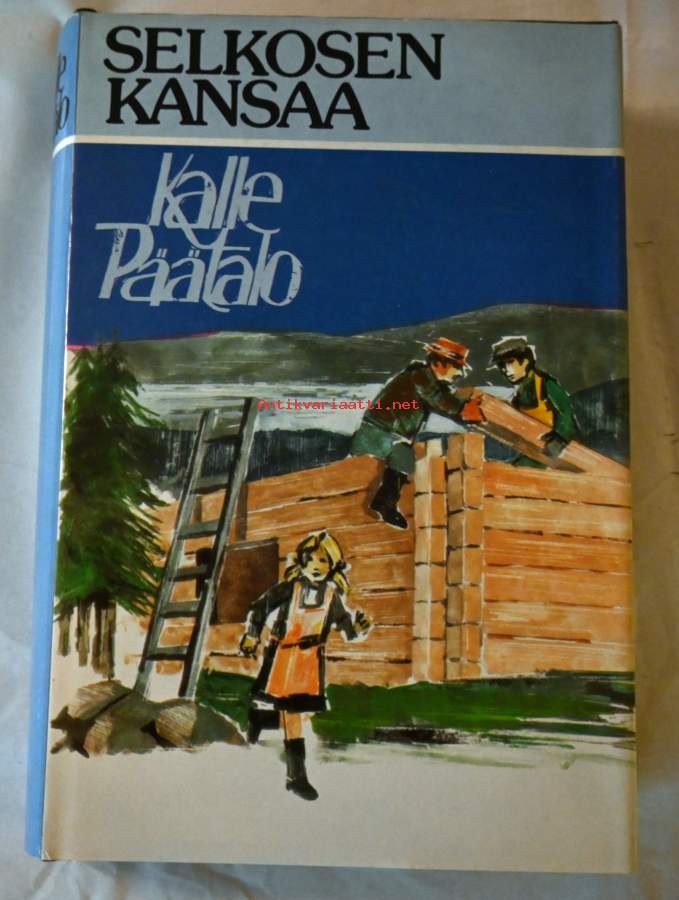 SELKOSEN
KANSAA
Kalle
Päätalo
Antikvariaatti.net